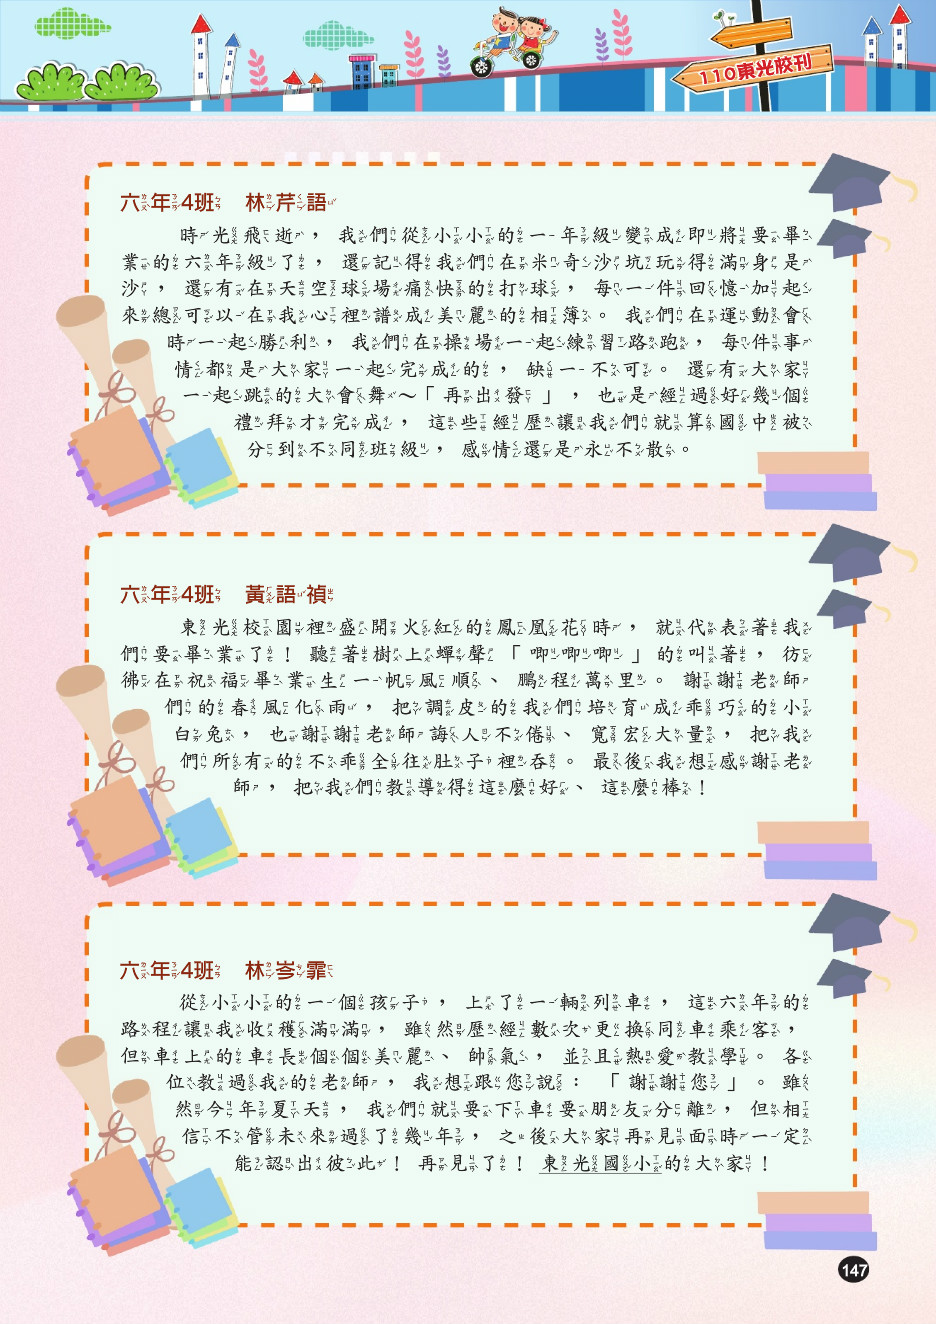 110東光校刊
六年4班 林芹語
時光飛逝，我們從小小的一年級變成即將要畢
業的六年級了，還記得我們在米奇沙坑玩得滿身是
沙，還有在天空球場痛快的打球，每一件回憶加起
來總可以在我心裡譜成美麗的相簿。我們在運動會
時一起勝利，我們在操場一起練習路跑，每件事
情都是大家一起完成的，缺一不可。還有大家
一起跳的大會舞～「再出發」，也是經過好幾個
禮拜才完成，這些經歷讓我們就算國中被
分到不同班級，感情還是永不散。
六年4班 黃語禎
東光校園裡盛開火紅的鳳凰花時，就代表著我
們要畢業了！聽著樹上蟬聲「唧唧唧」的叫著，彷
彿在祝福畢業生一帆風順、鵬程萬里。謝謝老師
們的春風化雨，把調皮的我們培育成乖巧的小
白兔，也謝謝老師誨人不倦、寬宏大量，把我
們所有的不乖全往肚子裡吞。最後我想感謝老
師，把我們教導得這麼好、這麼棒！
六年4班 林岑霏
從小小的一個孩子，上了一輛列車，這六年的
路程讓我收穫滿滿，雖然歷經數次更換同車乘客，
但車上的車長個個美麗、帥氣，並且熱愛教學。各
位教過我的老師，我想跟您說：「謝謝您」。雖
然今年夏天，我們就要下車要朋友分離，但相
信不管未來過了幾年，之後大家再見面時一定
能認出彼此！再見了！東光國小的大家！
147